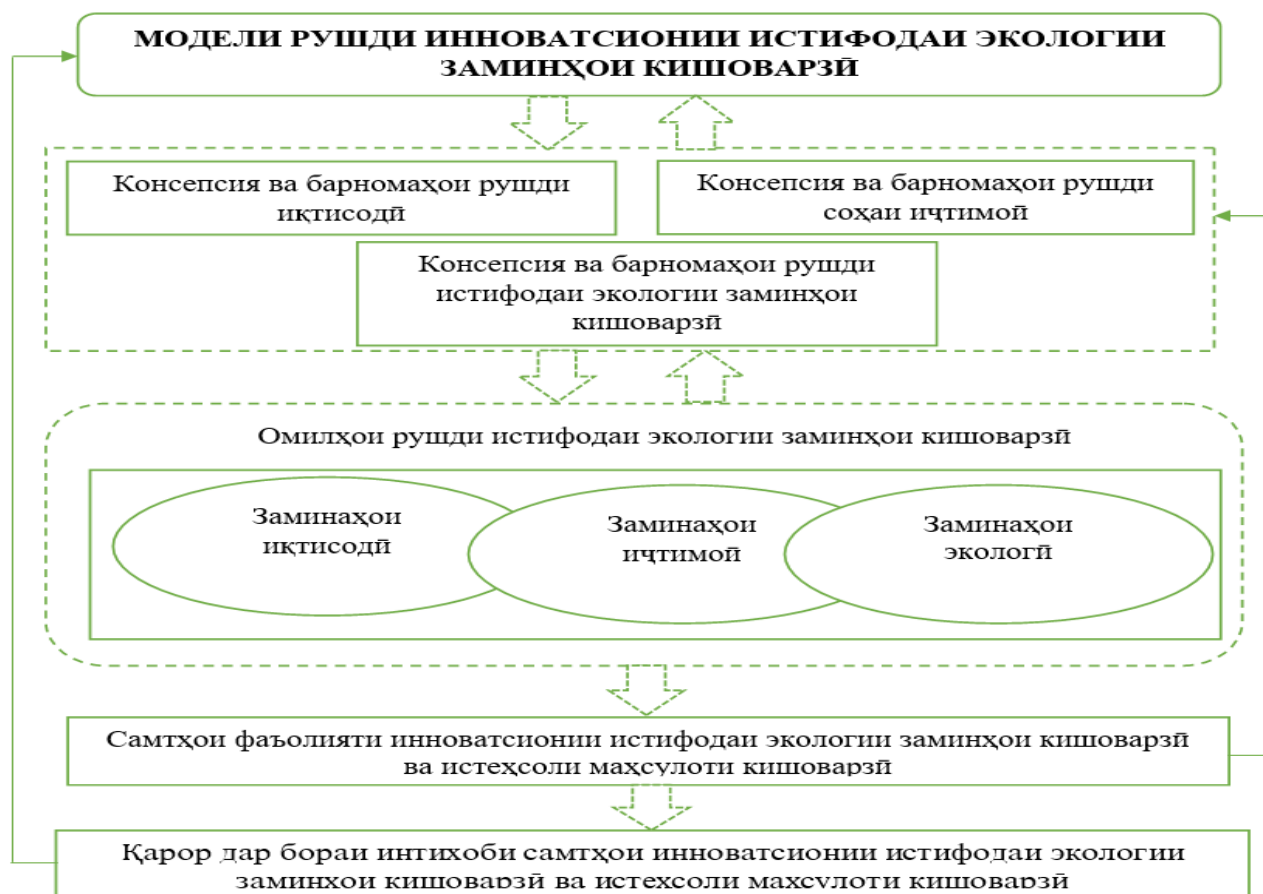 МОДЕЛИ РУШДИ ИННОВАТСИОНИИ ИСТИФОДАИ ЭКОЛОГИИ
ЗАМИНҲОИ КИШОВАРЗӢ
Консепсия ва барномаҳои рушди
иқтисодӣ
Консепсия ва барномаҳои рушди
соҳаи иҷтимоӣ
Консепсия ва барномаҳои рушди
истифодаи экологии заминҳои
кишоварзӣ
Омилҳои рушди истифодаи экологии заминҳои кишоварзӣ
Заминаҳои
иқтисодӣ
Заминаҳои
иҷтимоӣ
Заминаҳои
экологӣ
Самтҳои фаъолияти инноватсионии истифодаи экологии заминҳои кишоварзӣ
ва истеҳсоли маҳсулоти кишоварзӣ
Қарор дар бораи интихоби самтҳои инноватсионии истифодаи экологии
заминҳои кишоварзӣ ва истеҳсоли маҳсулоти кишоварзӣ